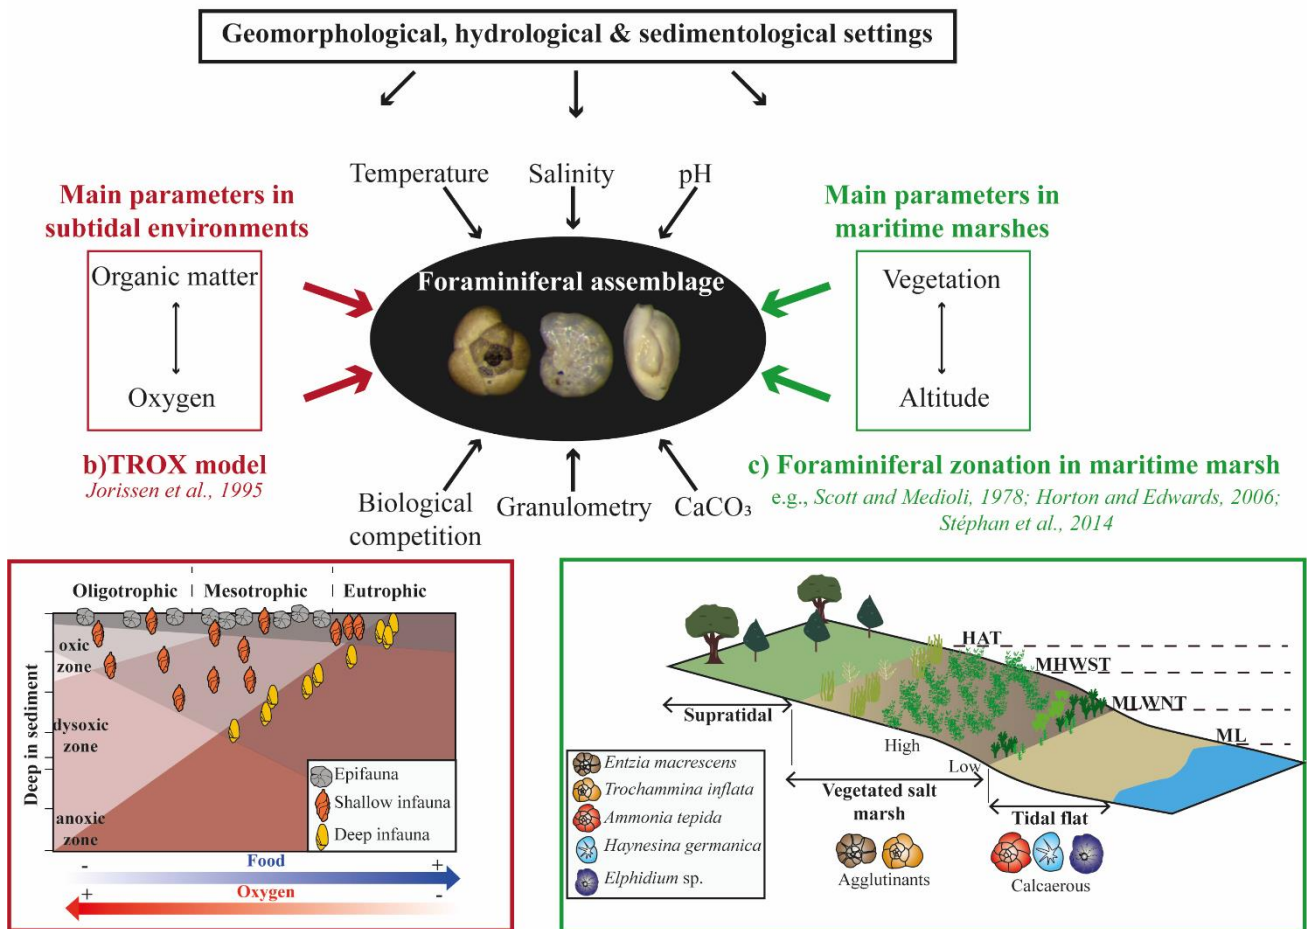 Geomorphological, hydrological & sedimentological settings
Temperature
Salinity
pH
Main parameters in
subtidal environments
Organic matter
Oxygen
b)TROX model
Jorissen et al., 1995
Foraminiferal assemblage
Main parameters in
maritime marshes
Vegetation
Altitude
c) Foraminiferal zonation in maritime marsh
e.g., Scott and Medioli, 1978; Horton and Edwards, 2006;
Stéphan et al., 2014
Biological
competition
Granulometry
CaCO₃
Oligotrophic
Mesotrophic
Eutrophic
Deep in sediment
oxic
zone
dysoxic
zone
anoxic
zone
Epifauna
Shallow infauna
Deep infauna
- Food +
+ Oxygen -
HAT
MHWST
MLWNT
ML
Supratidal
High
Low
Vegetated salt
marsh
Tidal flat
Entzia macrescens
Trochammina inflata
Ammonia tepida
Haynesina germanica
Elphidium sp.
Agglutinants
Calcaerous